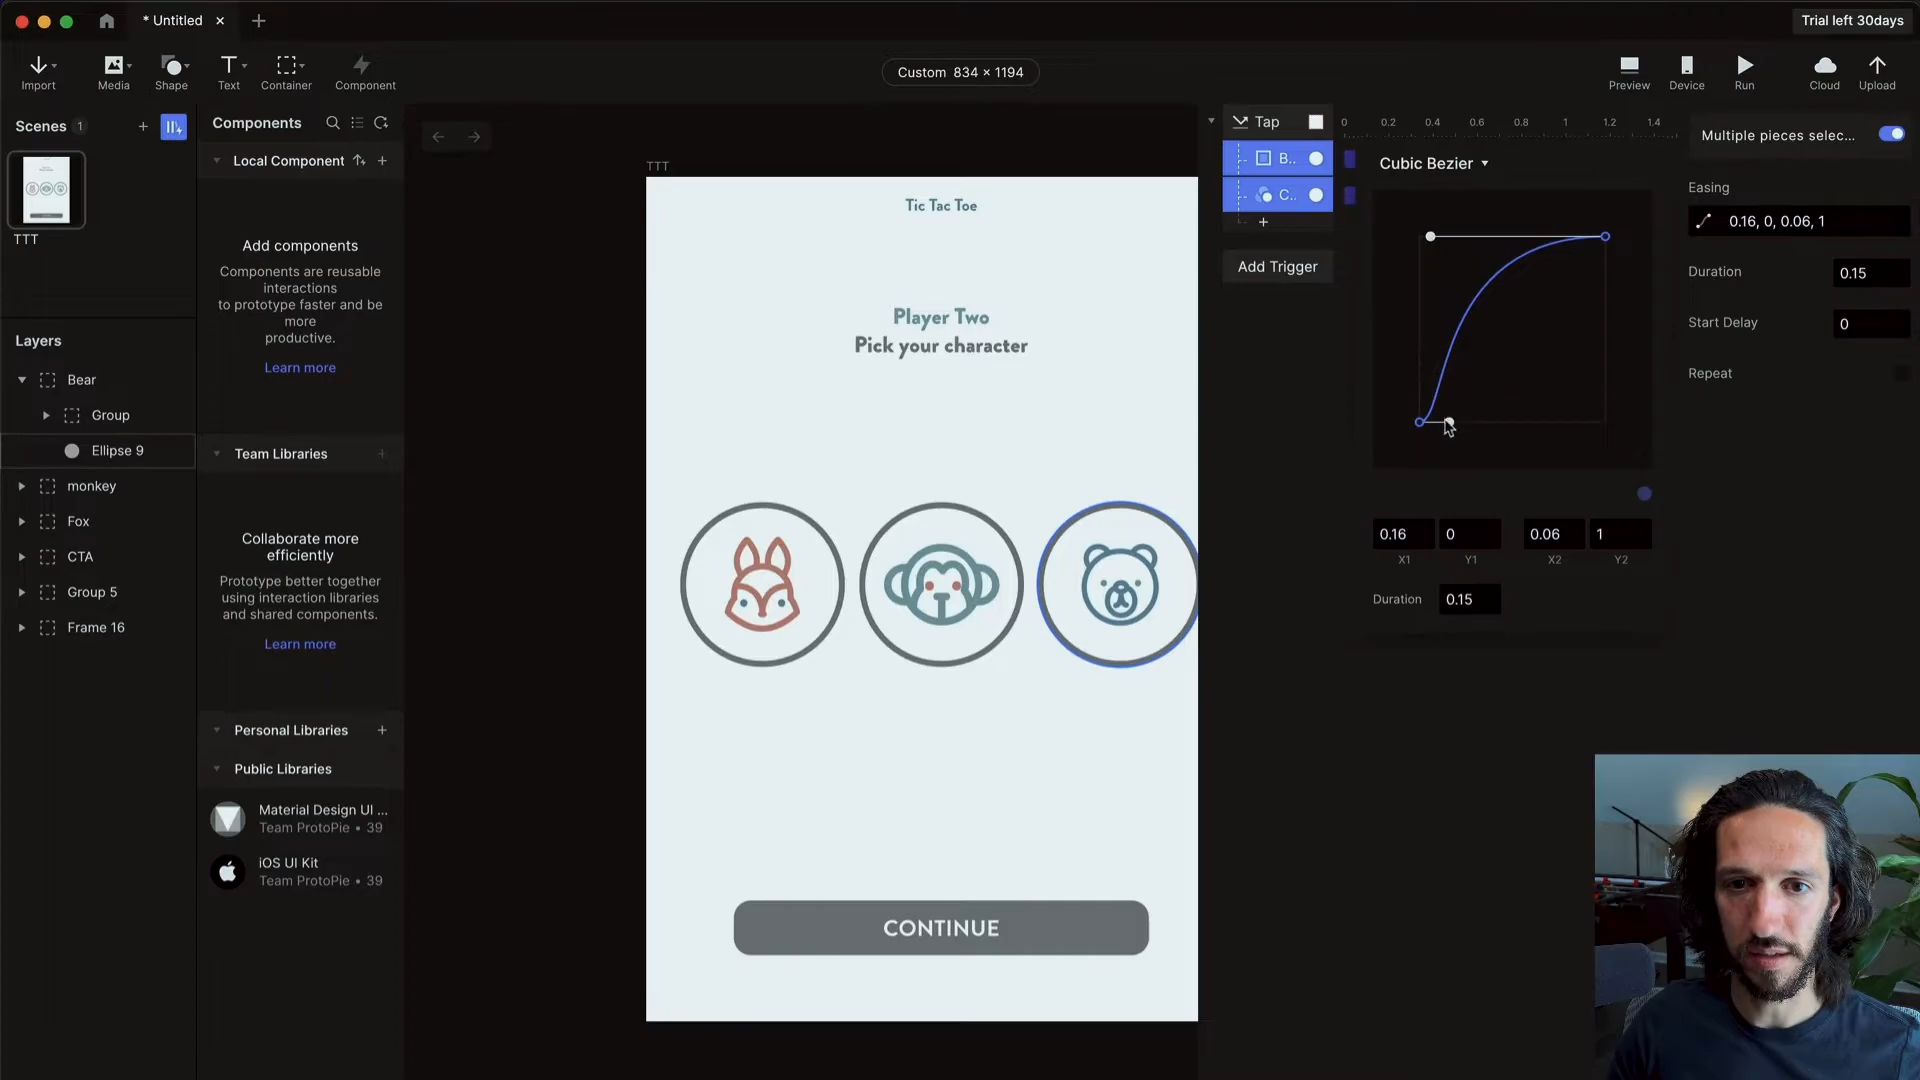 * Untitled
Trial left 30days
Import
Media
Shape
Text
Container
Component
Custom 834 × 1194
Preview
Device
Run
Cloud
Upload
Scenes 1
TTT
Layers
Bear
Group
Ellipse 9
monkey
Fox
CTA
Group 5
Frame 16
Components
Local Component
Add components
Components are reusable
interactions
to prototype faster and be
more
productive.
Learn more
Team Libraries
Collaborate more
efficiently
Prototype better together
using interaction libraries
and shared components.
Learn more
Personal Libraries
Public Libraries
Material Design UI ...
Team ProtoPie • 39
iOS UI Kit
Team ProtoPie • 39
TTT
Tic Tac Toe
Player Two
Pick your character
CONTINUE
Tap
B..
C..
Add Trigger
0 0.2 0.4 0.6 0.8 1 1.2 1.4
Cubic Bezier
0.16 0 0.06 1
X1 Y1 X2 Y2
Duration 0.15
Multiple pieces selec...
Easing
0.16, 0, 0.06, 1
Duration 0.15
Start Delay 0
Repeat